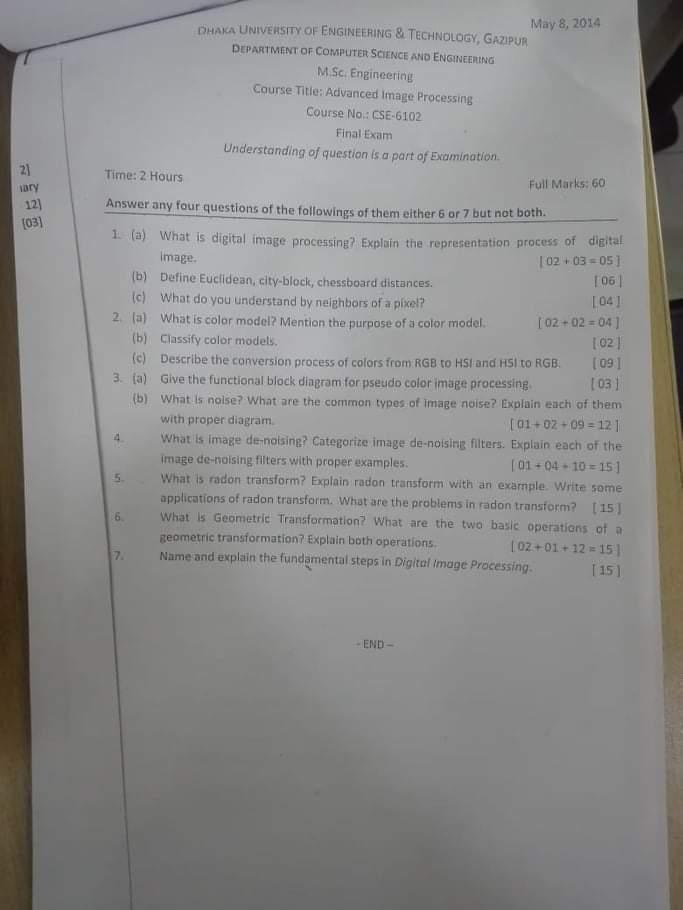 May 8, 2014
DHAKA UNIVERSITY OF ENGINEERING & TECHNOLOGY, GAZIPUR
DEPARTMENT OF COMPUTER SCIENCE AND ENGINEERING
M.Sc. Engineering
Course Title: Advanced Image Processing
Course No.: CSE-6102
Final Exam
Understanding of question is a part of Examination.
2]
12]
[03]
Time: 2 Hours Full Marks: 60
Answer any four questions of the followings of them either 6 or 7 but not both.
1. (a) What is digital image processing? Explain the representation process of digital
image. [ 02 + 03 = 05 ]
(b) Define Euclidean, city-block, chessboard distances. [ 06 ]
(c) What do you understand by neighbors of a pixel? [ 04 ]
2. (a) What is color model? Mention the purpose of a color model. [ 02 + 02 = 04 ]
(b) Classify color models. [ 02 ]
(c) Describe the conversion process of colors from RGB to HSI and HSI to RGB. [ 09 ]
3. (a) Give the functional block diagram for pseudo color image processing. [ 03 ]
(b) What is noise? What are the common types of image noise? Explain each of them
with proper diagram. [ 01 + 02 + 09 = 12 ]
4. What is image de-noising? Categorize image de-noising filters. Explain each of the
image de-noising filters with proper examples. [ 01 + 04 + 10 = 15 ]
5. What is radon transform? Explain radon transform with an example. Write some
applications of radon transform. What are the problems in radon transform? [ 15 ]
6. What is Geometric Transformation? What are the two basic operations of a
geometric transformation? Explain both operations. [ 02 + 01 + 12 = 15 ]
7. Name and explain the fundamental steps in Digital Image Processing. [ 15 ]
- END –